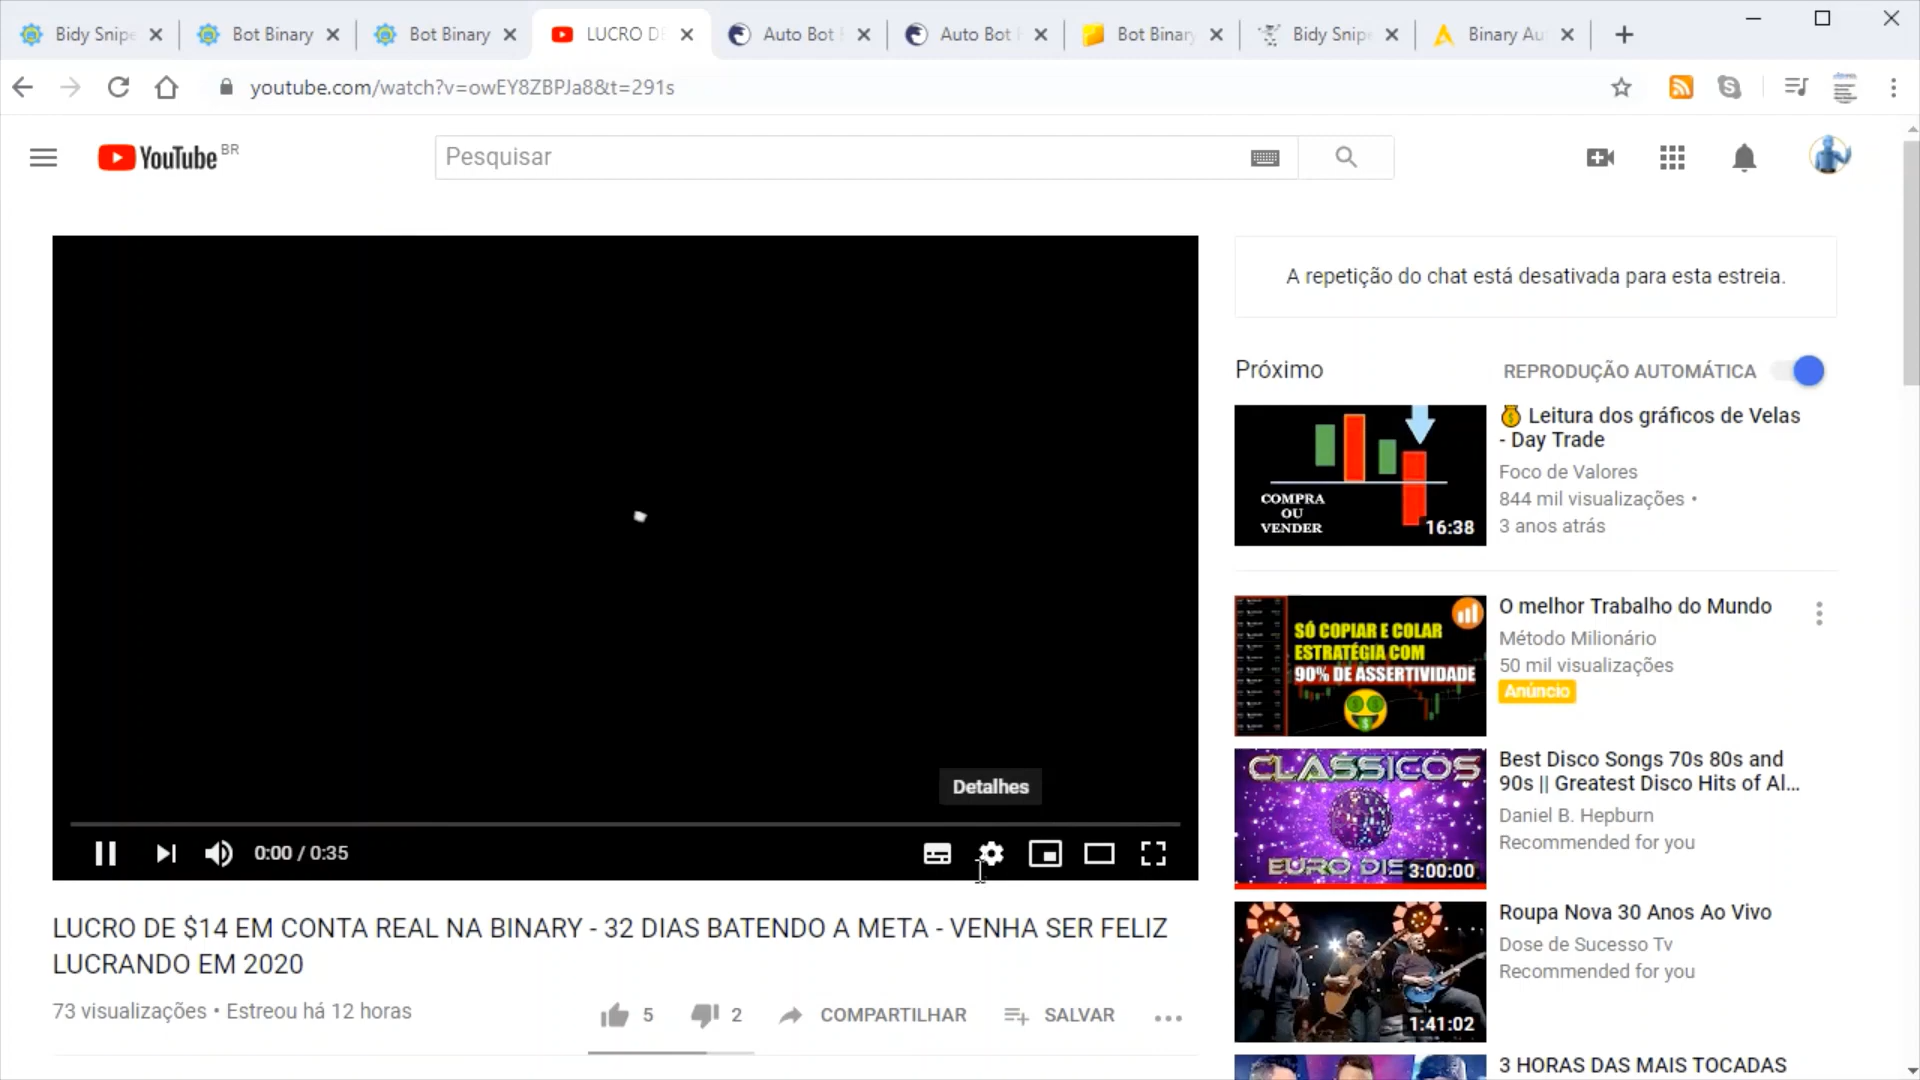 Bidy Snipe
Bot Binary
Bot Binary
LUCRO DE
Auto Bot
Auto Bot
Bot Binary
Bidy Snipe
Binary Au
youtube.com/watch?v=owEY8ZBPJa8&t=291s
YouTube BR
Pesquisar
A repetição do chat está desativada para esta estreia.
Próximo
REPRODUÇÃO AUTOMÁTICA
COMPRA
OU
VENDER
16:38
Leitura dos gráficos de Velas
- Day Trade
Foco de Valores
844 mil visualizações •
3 anos atrás
SÓ COPIAR E COLAR
ESTRATÉGIA COM
90% DE ASSERTIVIDADE
O melhor Trabalho do Mundo
Método Milionário
50 mil visualizações
Anúncio
CLASSICOS
EURO DIS
3:00:00
Best Disco Songs 70s 80s and
90s || Greatest Disco Hits of Al...
Daniel B. Hepburn
Recommended for you
1:41:02
Roupa Nova 30 Anos Ao Vivo
Dose de Sucesso Tv
Recommended for you
3 HORAS DAS MAIS TOCADAS
Detalhes
0:00 / 0:35
LUCRO DE $14 EM CONTA REAL NA BINARY - 32 DIAS BATENDO A META - VENHA SER FELIZ
LUCRANDO EM 2020
73 visualizações • Estreou há 12 horas
5
2
COMPARTILHAR
SALVAR